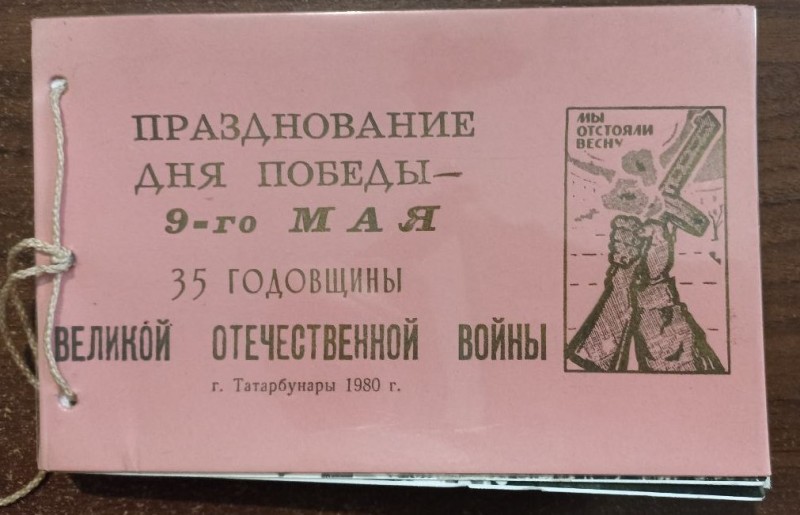 ПРАЗДНОВАНИЕ
ДНЯ ПОБЕДЫ—
9-го МАЯ
35 ГОДОВЩИНЫ
ВЕЛИКОЙ ОТЕЧЕСТВЕННОЙ ВОЙНЫ
г. Татарбунары 1980 г.
МЫ
ОТСТОЯЛИ
ВЕСНУ